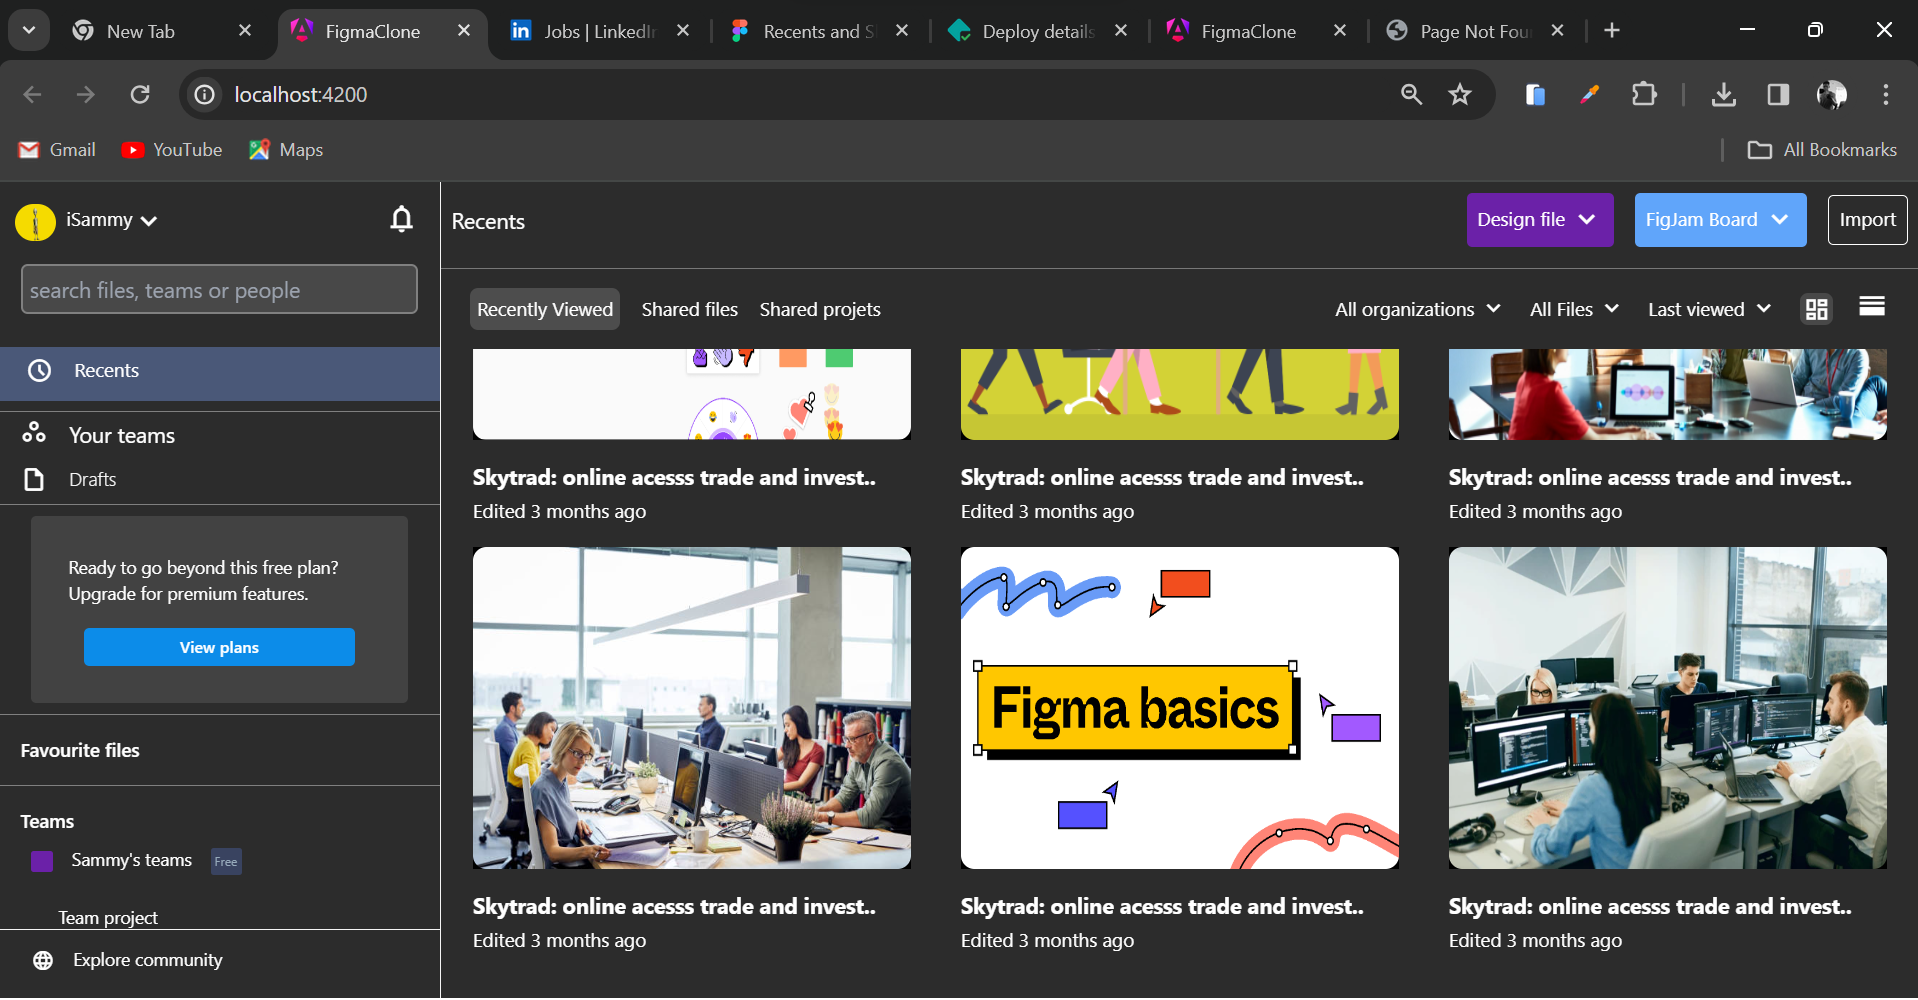 New Tab
FigmaClone
Jobs | LinkedIn
Recents and S
Deploy details
FigmaClone
Page Not Fou
localhost:4200
Gmail
YouTube
Maps
All Bookmarks
iSammy
Recents
Design file
FigJam Board
Import
search files, teams or people
Recently Viewed
Shared files
Shared projets
All organizations
All Files
Last viewed
Recents
Your teams
Drafts
Skytrad: online acesss trade and invest..
Edited 3 months ago
Skytrad: online acesss trade and invest..
Edited 3 months ago
Skytrad: online acesss trade and invest..
Edited 3 months ago
Ready to go beyond this free plan?
Upgrade for premium features.
View plans
Figma basics
Favourite files
Teams
Sammy's teams
Free
Team project
Explore community
Skytrad: online acesss trade and invest..
Edited 3 months ago
Skytrad: online acesss trade and invest..
Edited 3 months ago
Skytrad: online acesss trade and invest..
Edited 3 months ago